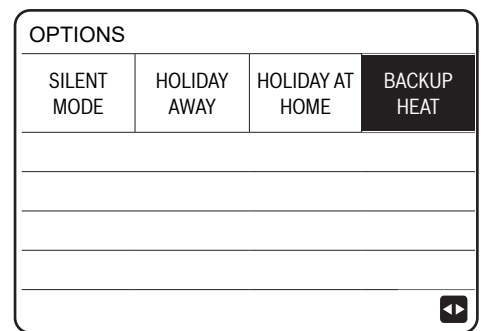 OPTIONS
SILENT MODE
HOLIDAY AWAY
HOLIDAY AT HOME
BACKUP HEAT